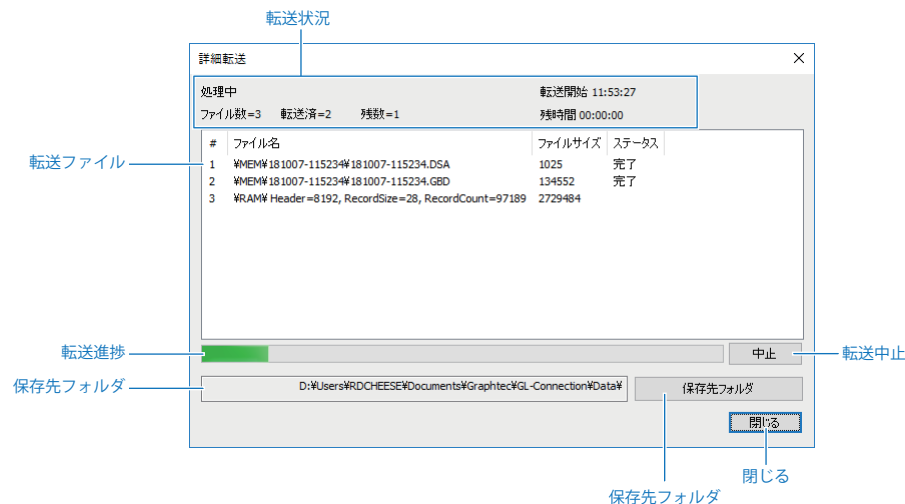 転送状況
詳細転送
処理中 転送開始 11:53:27
ファイル数=3 転送済=2 残数=1 残時間 00:00:00
# ファイル名 ファイルサイズ ステータス
転送ファイル
1 ¥MEM¥181007-115234¥181007-115234.DSA 1025 完了
2 ¥MEM¥181007-115234¥181007-115234.GBD 134552 完了
3 ¥RAM¥ Header=8192, RecordSize=28, RecordCount=97189 2729484
転送進捗
中止
転送中止
保存先フォルダ
D:¥Users¥RDCHEESE¥Documents¥Graphtec¥GL-Connection¥Data¥
保存先フォルダ
閉じる
閉じる
保存先フォルダ